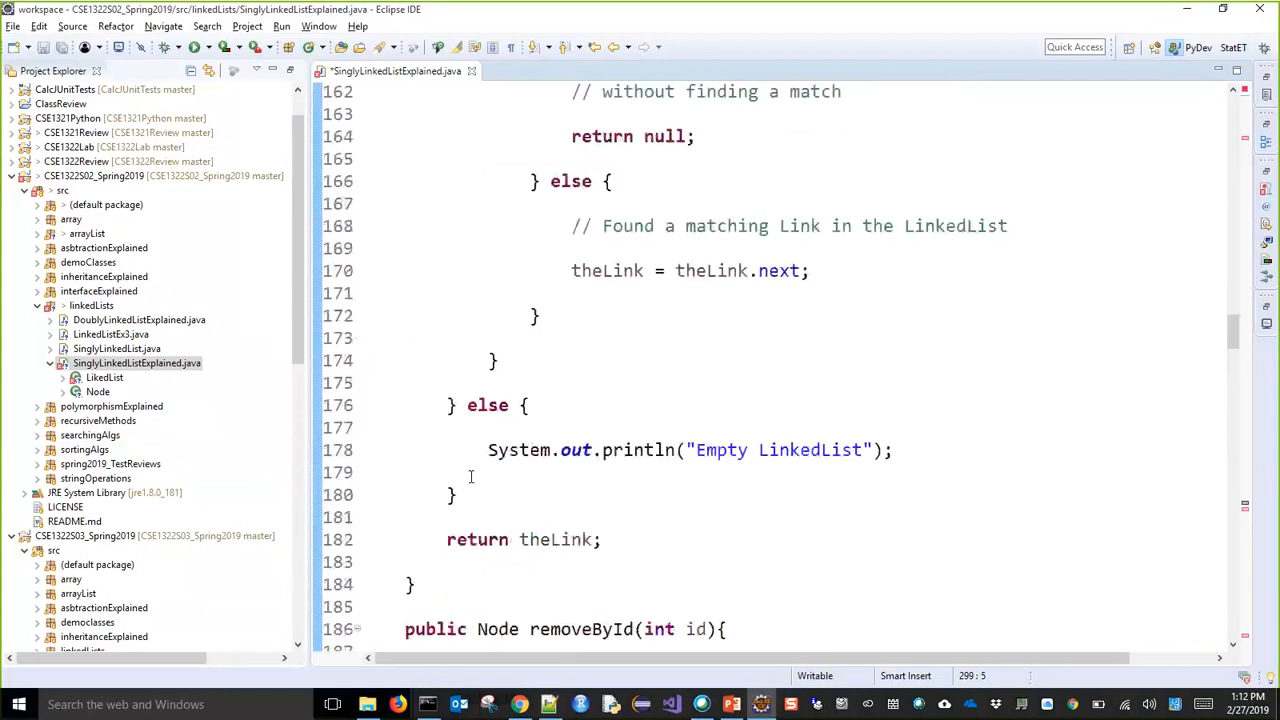 workspace - CSE1322S02_Spring2019/src/linkedLists/SinglyLinkedListExplained.java - Eclipse IDE
File Edit Source Refactor Navigate Search Project Run Window Help
Quick Access PyDev StatET
Project Explorer
*SinglyLinkedListExplained.java
CalcJUnitTests [CalcJUnitTests master]
ClassReview
CSE1321Python [CSE1321Python master]
> CSE1321Review [CSE1321Review master]
> CSE1322Lab [CSE1322Lab master]
> CSE1322Review [CSE1322Review master]
> CSE1322S02_Spring2019 [CSE1322S02_Spring2019 master]
> src
> (default package)
array
> arrayList
asbtractionExplained
demoClasses
inheritanceExplained
interfaceExplained
> linkedLists
DoublyLinkedListExplained.java
LinkedListEx3.java
SinglyLinkedList.java
SinglyLinkedListExplained.java
LikedList
Node
polymorphismExplained
recursiveMethods
searchingAlgs
sortingAlgs
spring2019_TestReviews
stringOperations
JRE System Library [jre1.8.0_181]
LICENSE
README.md
CSE1322S03_Spring2019 [CSE1322S03_Spring2019 master]
src
(default package)
array
arrayList
asbtractionExplained
democlasses
inheritanceExplained
linkedLists
162 // without finding a match
163
164 return null;
165
166 } else {
167
168 // Found a matching Link in the LinkedList
169
170 theLink = theLink.next;
171
172 }
173
174 }
175
176 } else {
177
178 System.out.println("Empty LinkedList");
179
180 }
181
182 return theLink;
183
184 }
185
186 public Node removeById(int id){
187
Writable Smart Insert 299 : 5
Search the web and Windows
1:12 PM
2/27/2019